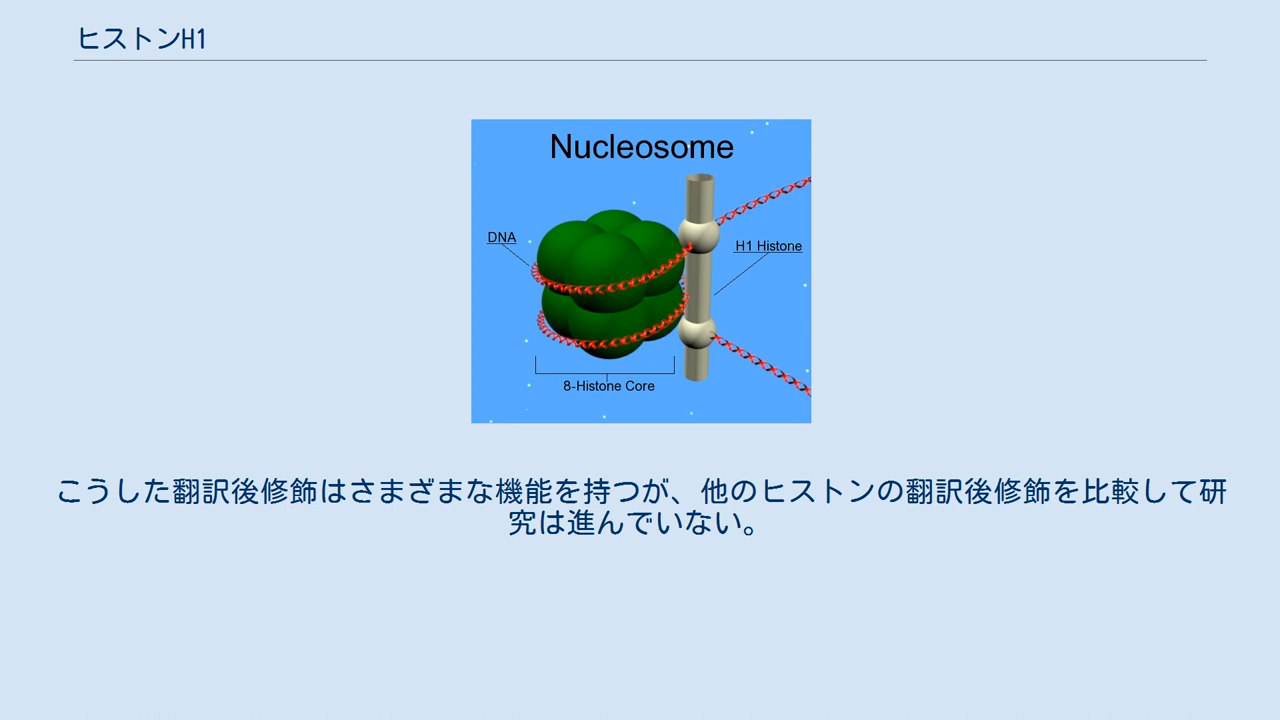 ヒストンH1
Nucleosome
DNA
H1 Histone
8-Histone Core
こうした翻訳後修飾はさまざまな機能を持つが、他のヒストンの翻訳後修飾を比較して研
究は進んでいない。